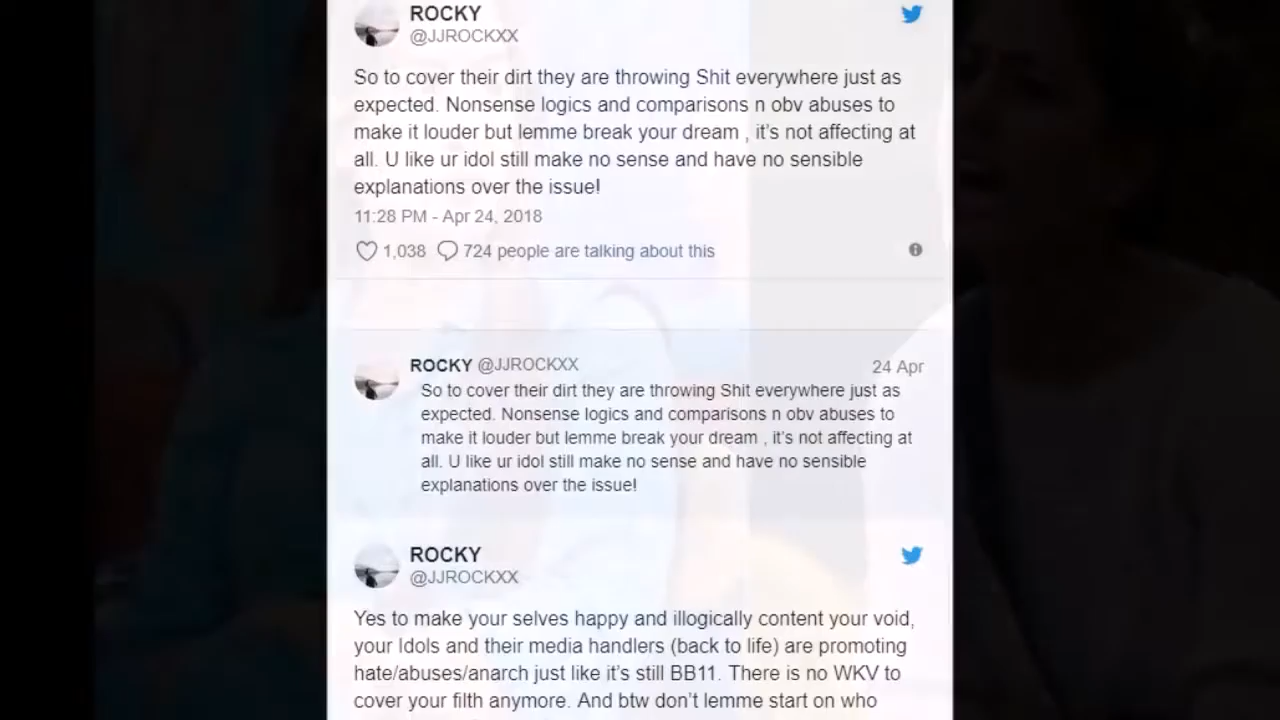 ROCKY
@JJROCKXX
So to cover their dirt they are throwing Shit everywhere just as
expected. Nonsense logics and comparisons n obv abuses to
make it louder but lemme break your dream , it's not affecting at
all. U like ur idol still make no sense and have no sensible
explanations over the issue!
11:28 PM - Apr 24, 2018
1,038 724 people are talking about this
ROCKY @JJROCKXX 24 Apr
So to cover their dirt they are throwing Shit everywhere just as
expected. Nonsense logics and comparisons n obv abuses to
make it louder but lemme break your dream , it's not affecting at
all. U like ur idol still make no sense and have no sensible
explanations over the issue!
ROCKY
@JJROCKXX
Yes to make your selves happy and illogically content your void,
your Idols and their media handlers (back to life) are promoting
hate/abuses/anarch just like it's still BB11. There is no WKV to
cover your filth anymore. And btw don't lemme start on who